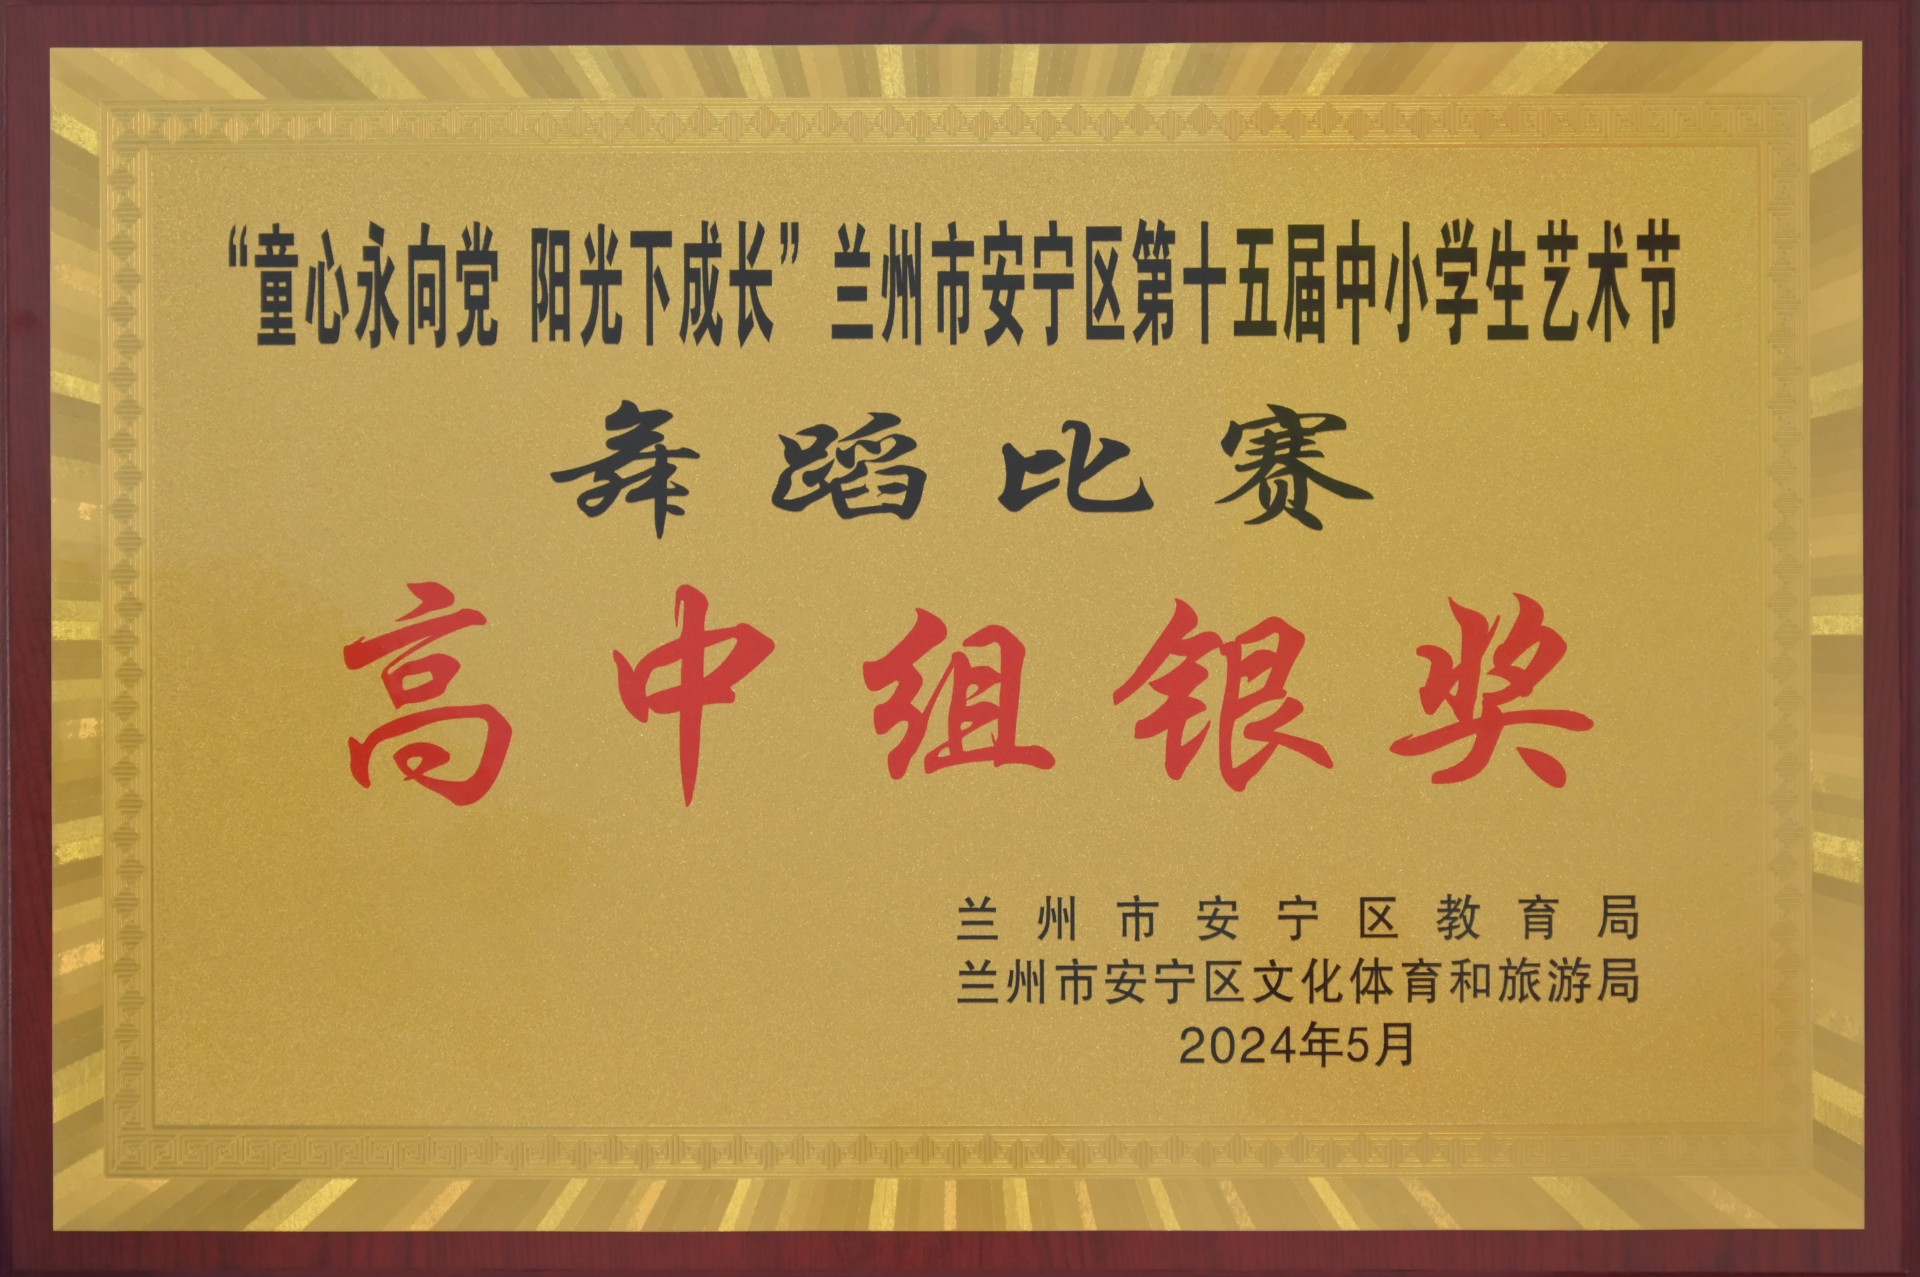 “童心永向党 阳光下成长”兰州市安宁区第十五届中小学生艺术节
舞蹈比赛
高中组银奖
兰州市安宁区教育局
兰州市安宁区文化体育和旅游局
2024年5月